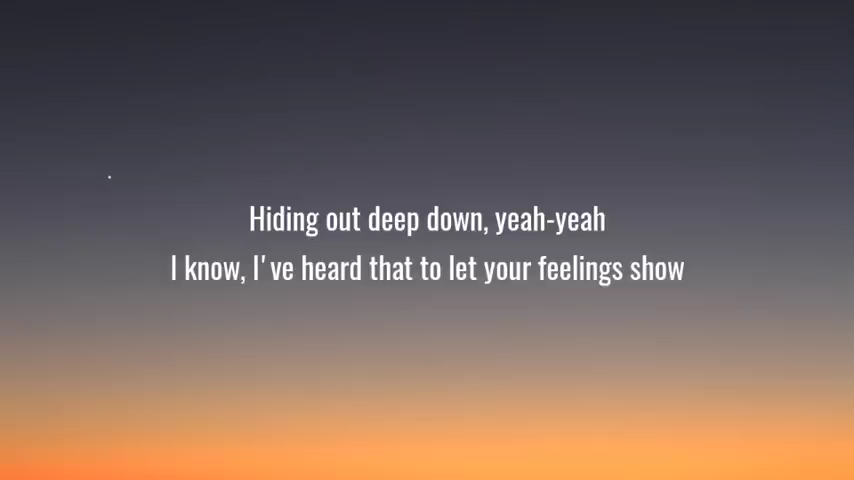 Hiding out deep down, yeah-yeah
I know, I've heard that to let your feelings show